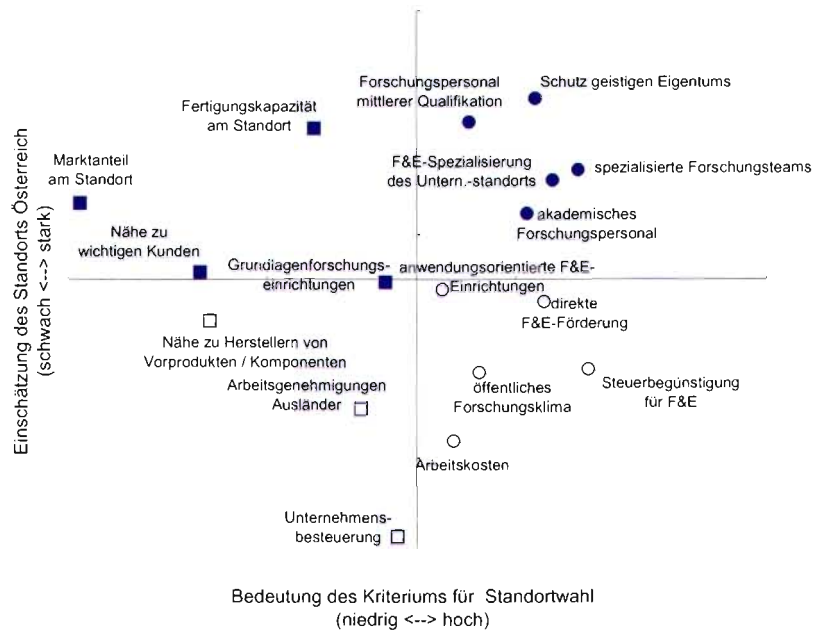 Forschungspersonal
mittlerer Qualifikation
Schutz geistigen Eigentums
Fertigungskapazität
am Standort
Marktanteil
am Standort
F&E-Spezialisierung
des Untern.-standorts
spezialisierte Forschungsteams
akademisches
Forschungspersonal
Nähe zu
wichtigen Kunden
Grundlagenforschungs-
einrichtungen
anwendungsorientierte F&E-
Einrichtungen
direkte
F&E-Förderung
Nähe zu Herstellern von
Vorprodukten / Komponenten
Arbeitsgenehmigungen
Ausländer
öffentliches
Forschungsklima
Steuerbegünstigung
für F&E
Arbeitskosten
Unternehmens-
besteuerung
Einschätzung des Standorts Österreich
(schwach <--> stark)
Bedeutung des Kriteriums für Standortwahl
(niedrig <--> hoch)